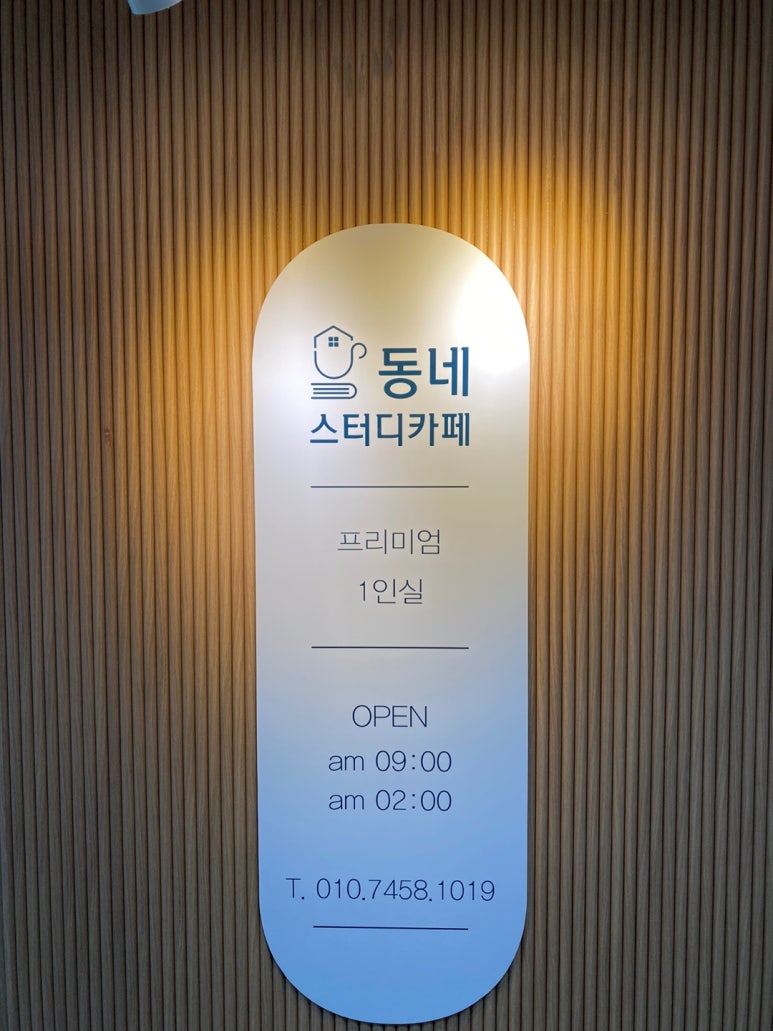 동네
스터디카페
프리미엄
1인실
OPEN
am 09:00
am 02:00
T. 010.7458.1019